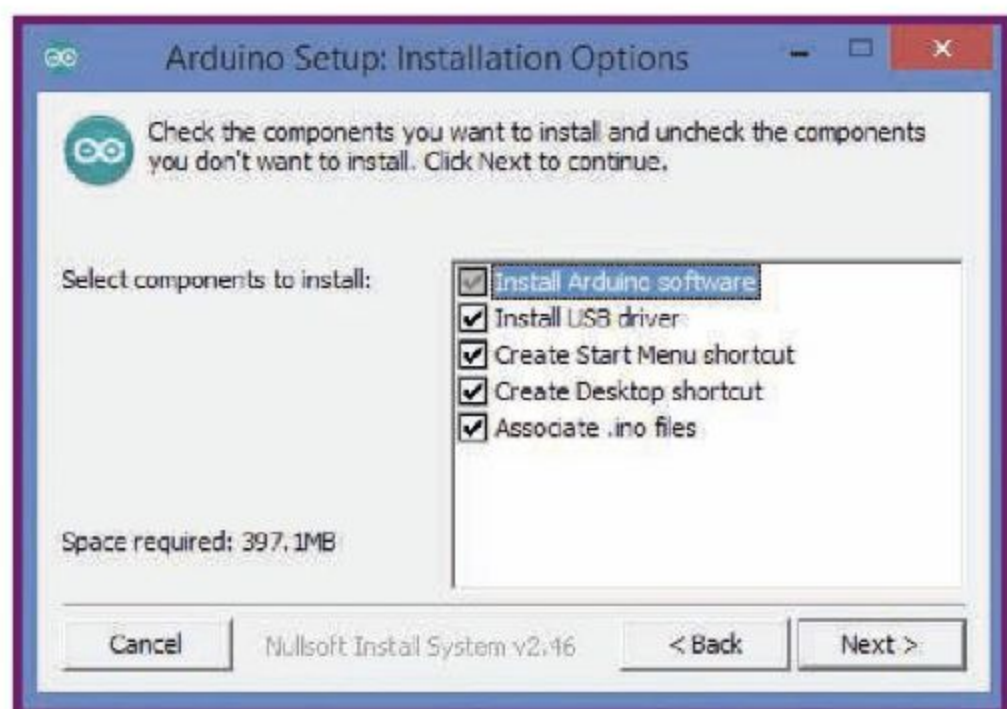 Arduino Setup: Installation Options
Check the components you want to install and uncheck the components
you don't want to install. Click Next to continue.
Select components to install:
Install Arduino software
Install USB driver
Create Start Menu shortcut
Create Desktop shortcut
Associate .ino files
Space required: 397.1MB
Cancel
Nullsoft Install System v2.46
< Back
Next >